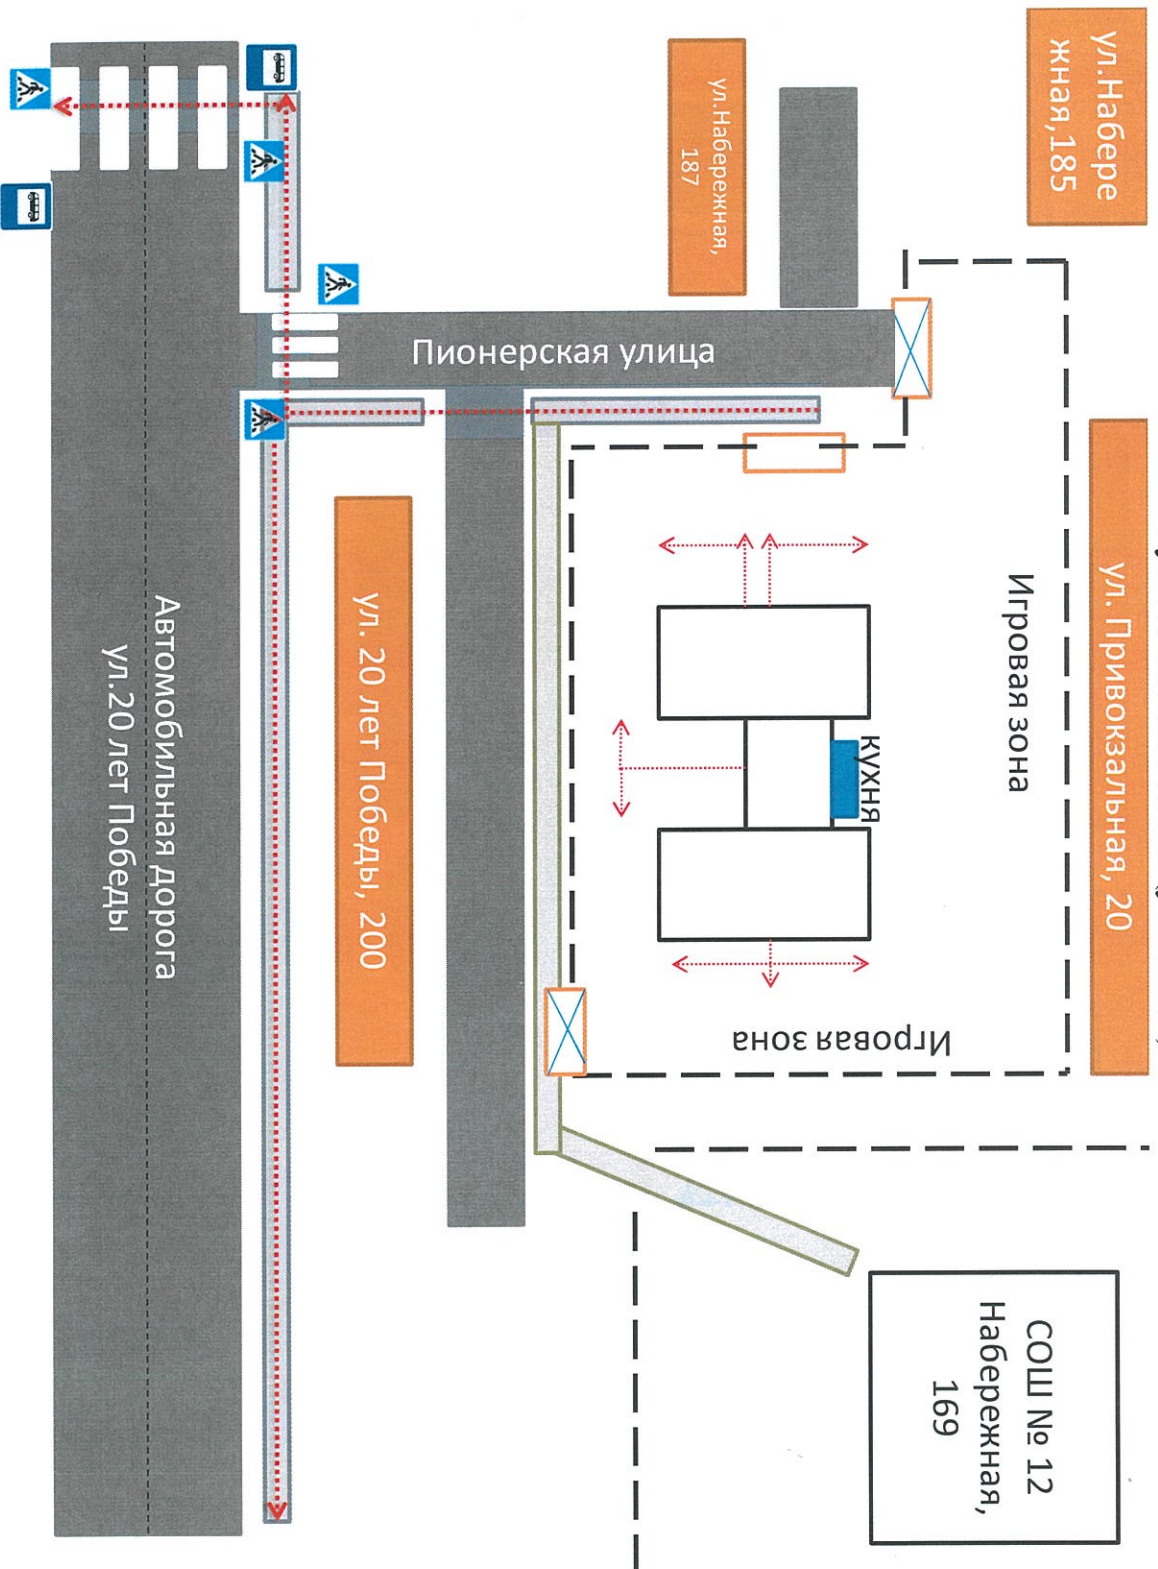 ул.Набере
жная,185
ул.Набережная,
187
Пионерская улица
ул. Привокзальная, 20
Игровая зона
кухня
Игровая зона
ул. 20 лет Победы, 200
Автомобильная дорога
ул.20 лет Победы
СОШ № 12
Набережная,
169